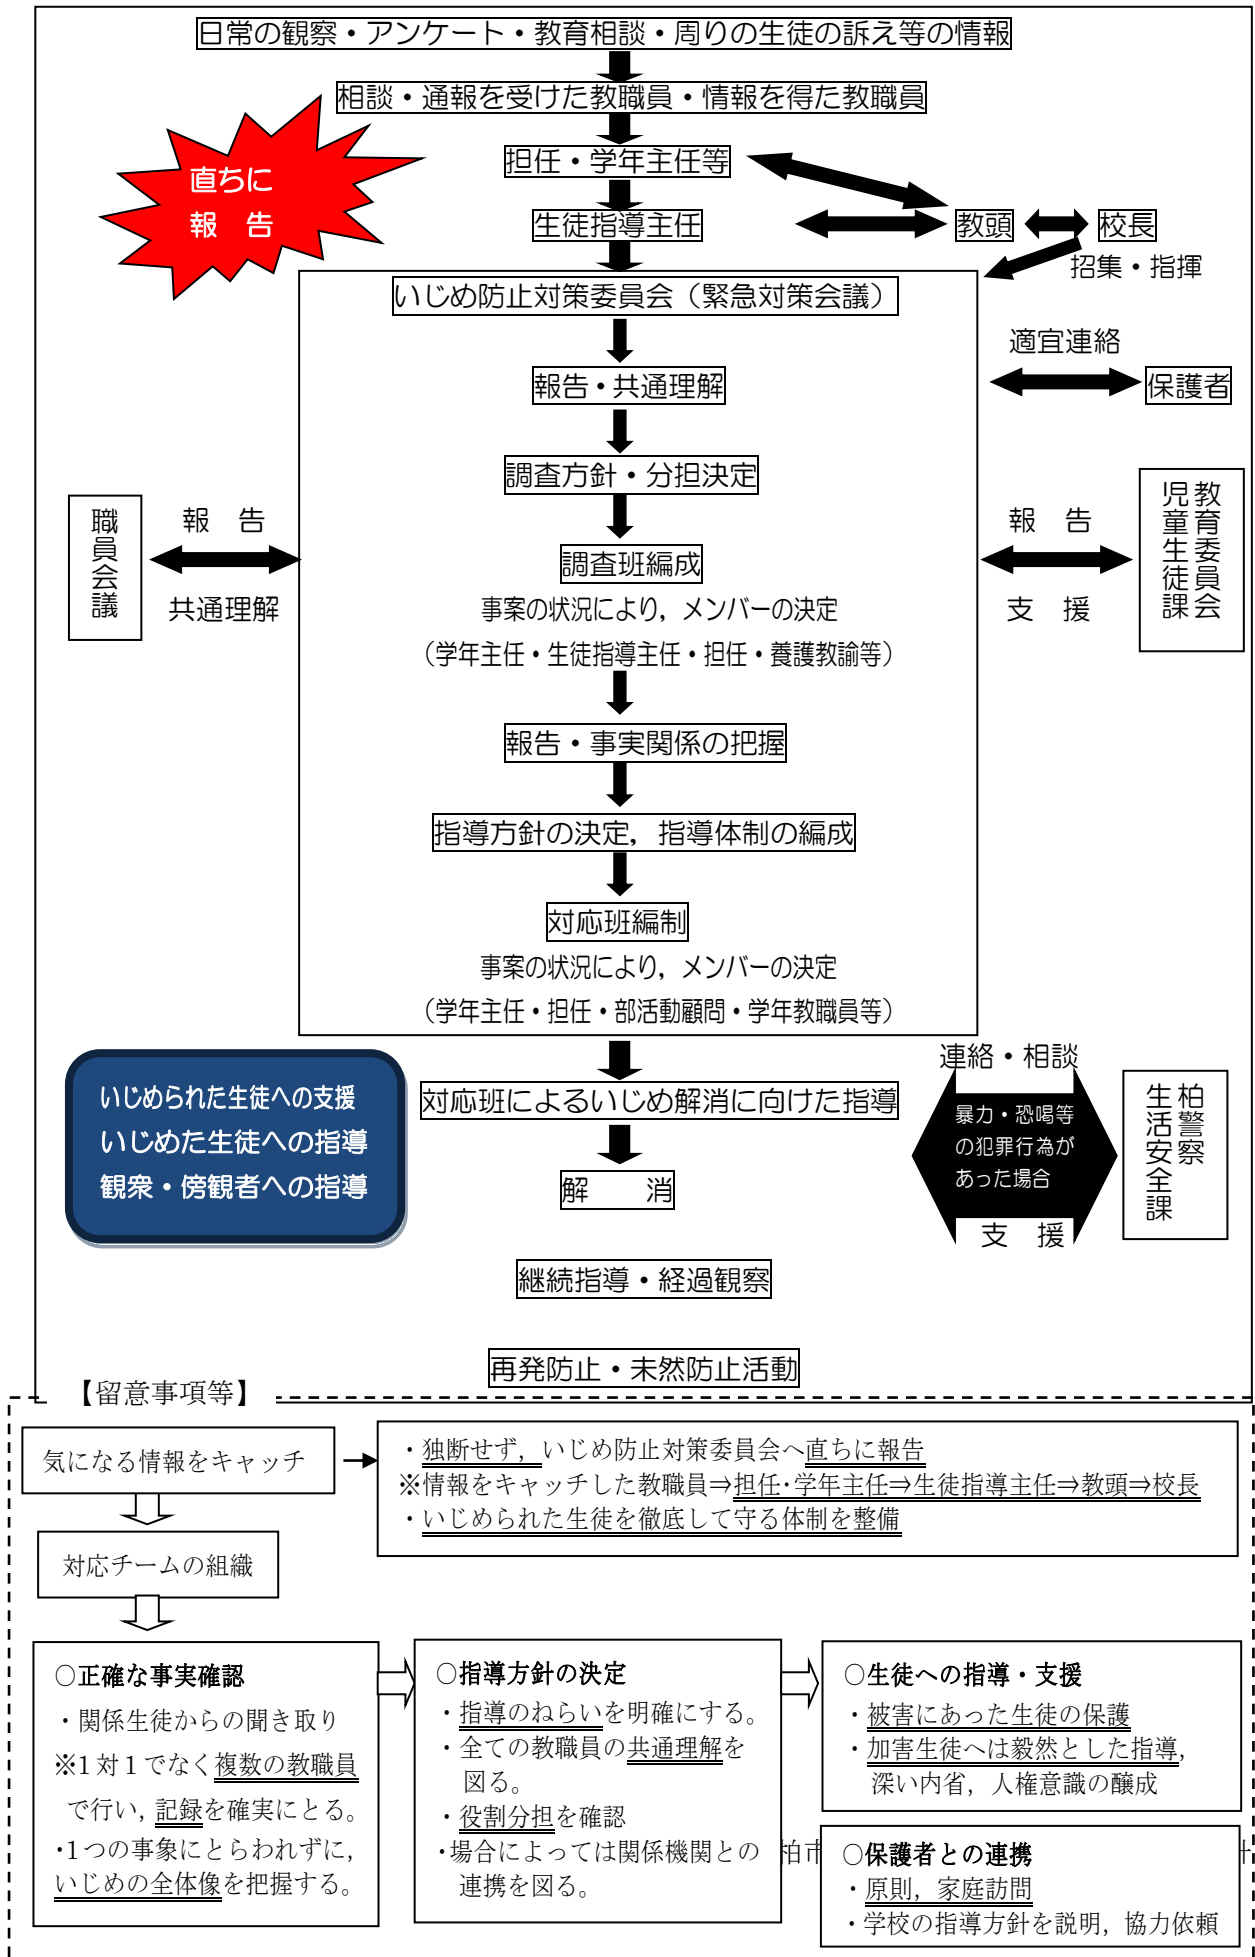 日常の観察・アンケート・教育相談・周りの生徒の訴え等の情報
相談・通報を受けた教職員・情報を得た教職員
直ちに
報　告
担任・学年主任等
生徒指導主任
教頭
校長
招集・指揮
いじめ防止対策委員会（緊急対策会議）
適宜連絡
保護者
報告・共通理解
調査方針・分担決定
職員会議
報　告
共通理解
報　告
支　援
教育委員会
児童生徒課
調査班編成
事案の状況により，メンバーの決定
（学年主任・生徒指導主任・担任・養護教諭等）
報告・事実関係の把握
指導方針の決定，指導体制の編成
対応班編制
事案の状況により，メンバーの決定
（学年主任・担任・部活動顧問・学年教職員等）
いじめられた生徒への支援
いじめた生徒への指導
観衆・傍観者への指導
対応班によるいじめ解消に向けた指導
連絡・相談
暴力・恐喝等
の犯罪行為が
あった場合
支　援
柏警察
生活安全課
解　　消
継続指導・経過観察
再発防止・未然防止活動
【留意事項等】
気になる情報をキャッチ
・独断せず，いじめ防止対策委員会へ直ちに報告
※情報をキャッチした教職員⇒担任・学年主任⇒生徒指導主任⇒教頭⇒校長
・いじめられた生徒を徹底して守る体制を整備
対応チームの組織
○正確な事実確認
・関係生徒からの聞き取り
※1対1でなく複数の教職員
で行い，記録を確実にとる。
・1つの事象にとらわれずに，
いじめの全体像を把握する。
○指導方針の決定
・指導のねらいを明確にする。
・全ての教職員の共通理解を
図る。
・役割分担を確認
・場合によっては関係機関との
連携を図る。
○生徒への指導・支援
・被害にあった生徒の保護
・加害生徒へは毅然とした指導，
深い内省，人権意識の醸成
柏市
○保護者との連携
・原則，家庭訪問
・学校の指導方針を説明，協力依頼